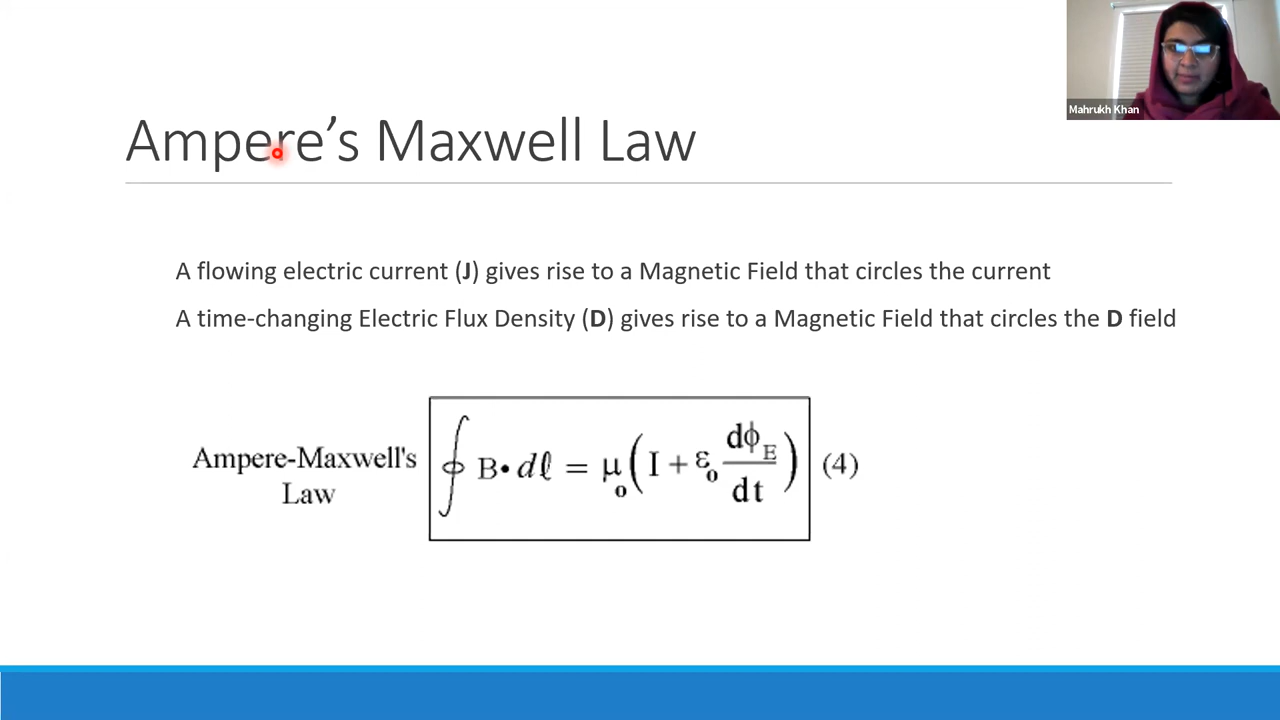 Mahrukh Khan
Ampere’s Maxwell Law
A flowing electric current (J) gives rise to a Magnetic Field that circles the current
A time-changing Electric Flux Density (D) gives rise to a Magnetic Field that circles the D field
Ampere-Maxwell's
Law
∮ B• dℓ = μ₀(I + ε₀ dϕ_E/dt) (4)